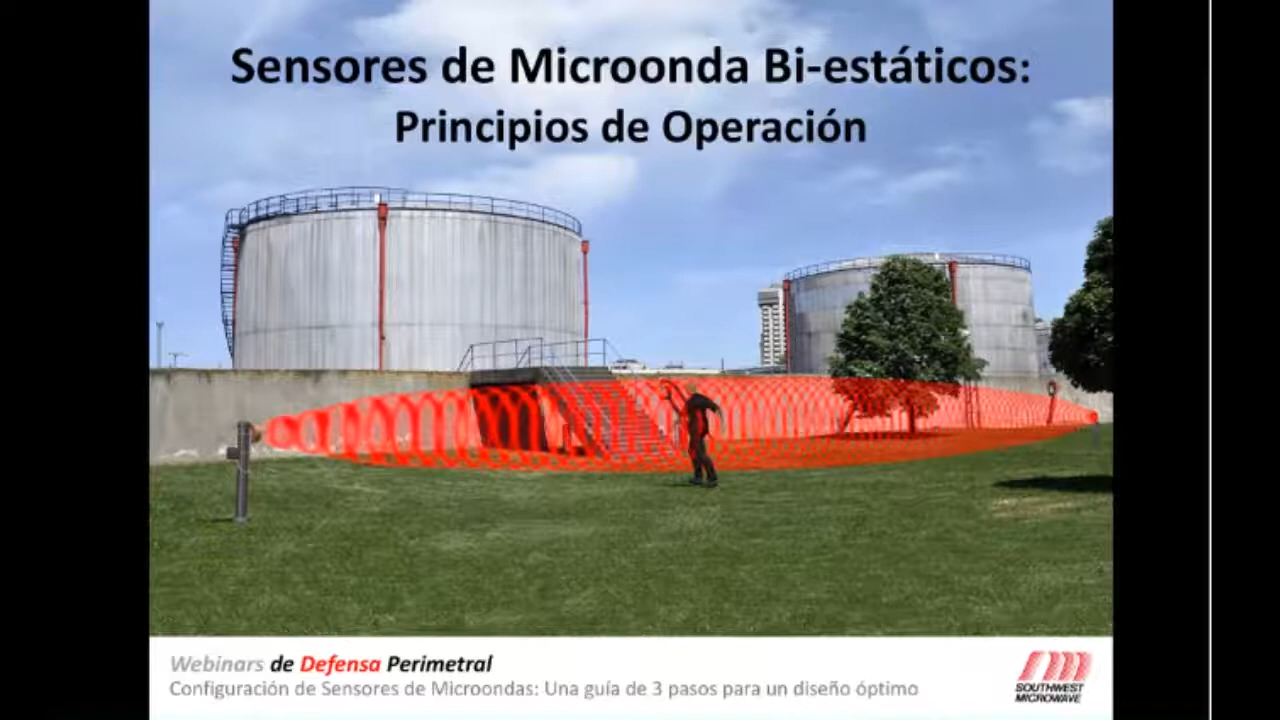 Sensores de Microonda Bi-estáticos:
Principios de Operación
Webinars de Defensa Perimetral
Configuración de Sensores de Microondas: Una guía de 3 pasos para un diseño óptimo
SOUTHWEST
MICROWAVE